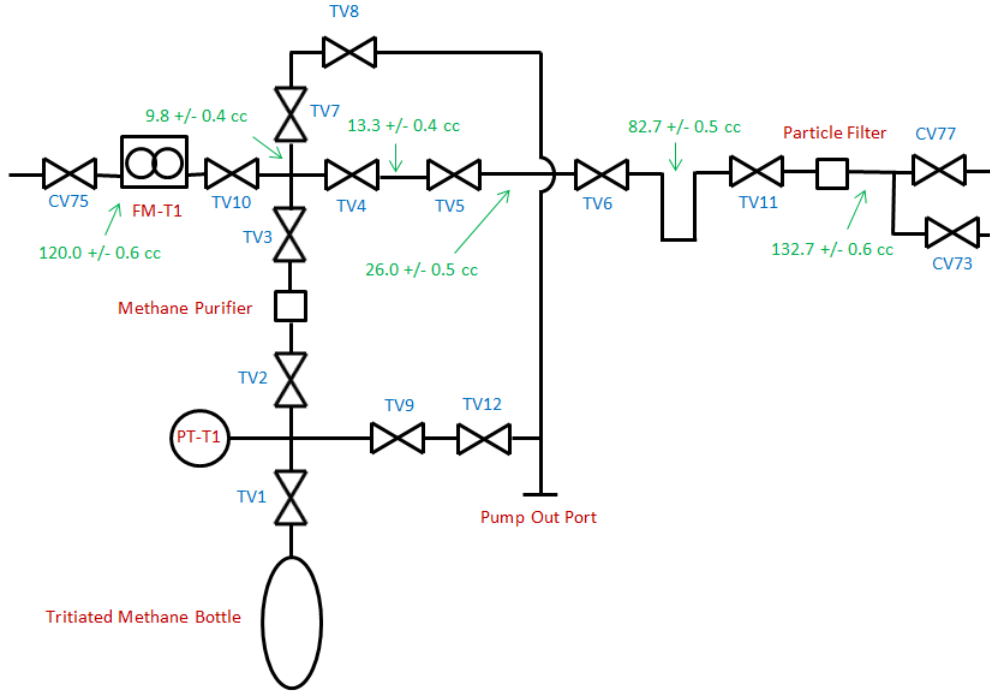 TV8
9.8 +/- 0.4 cc
TV7
13.3 +/- 0.4 cc
82.7 +/- 0.5 cc
Particle Filter
CV77
CV75
FM-T1
TV10
TV4
TV5
TV6
TV11
TV3
120.0 +/- 0.6 cc
26.0 +/- 0.5 cc
132.7 +/- 0.6 cc
CV73
Methane Purifier
TV2
TV9
TV12
PT-T1
TV1
Pump Out Port
Tritiated Methane Bottle